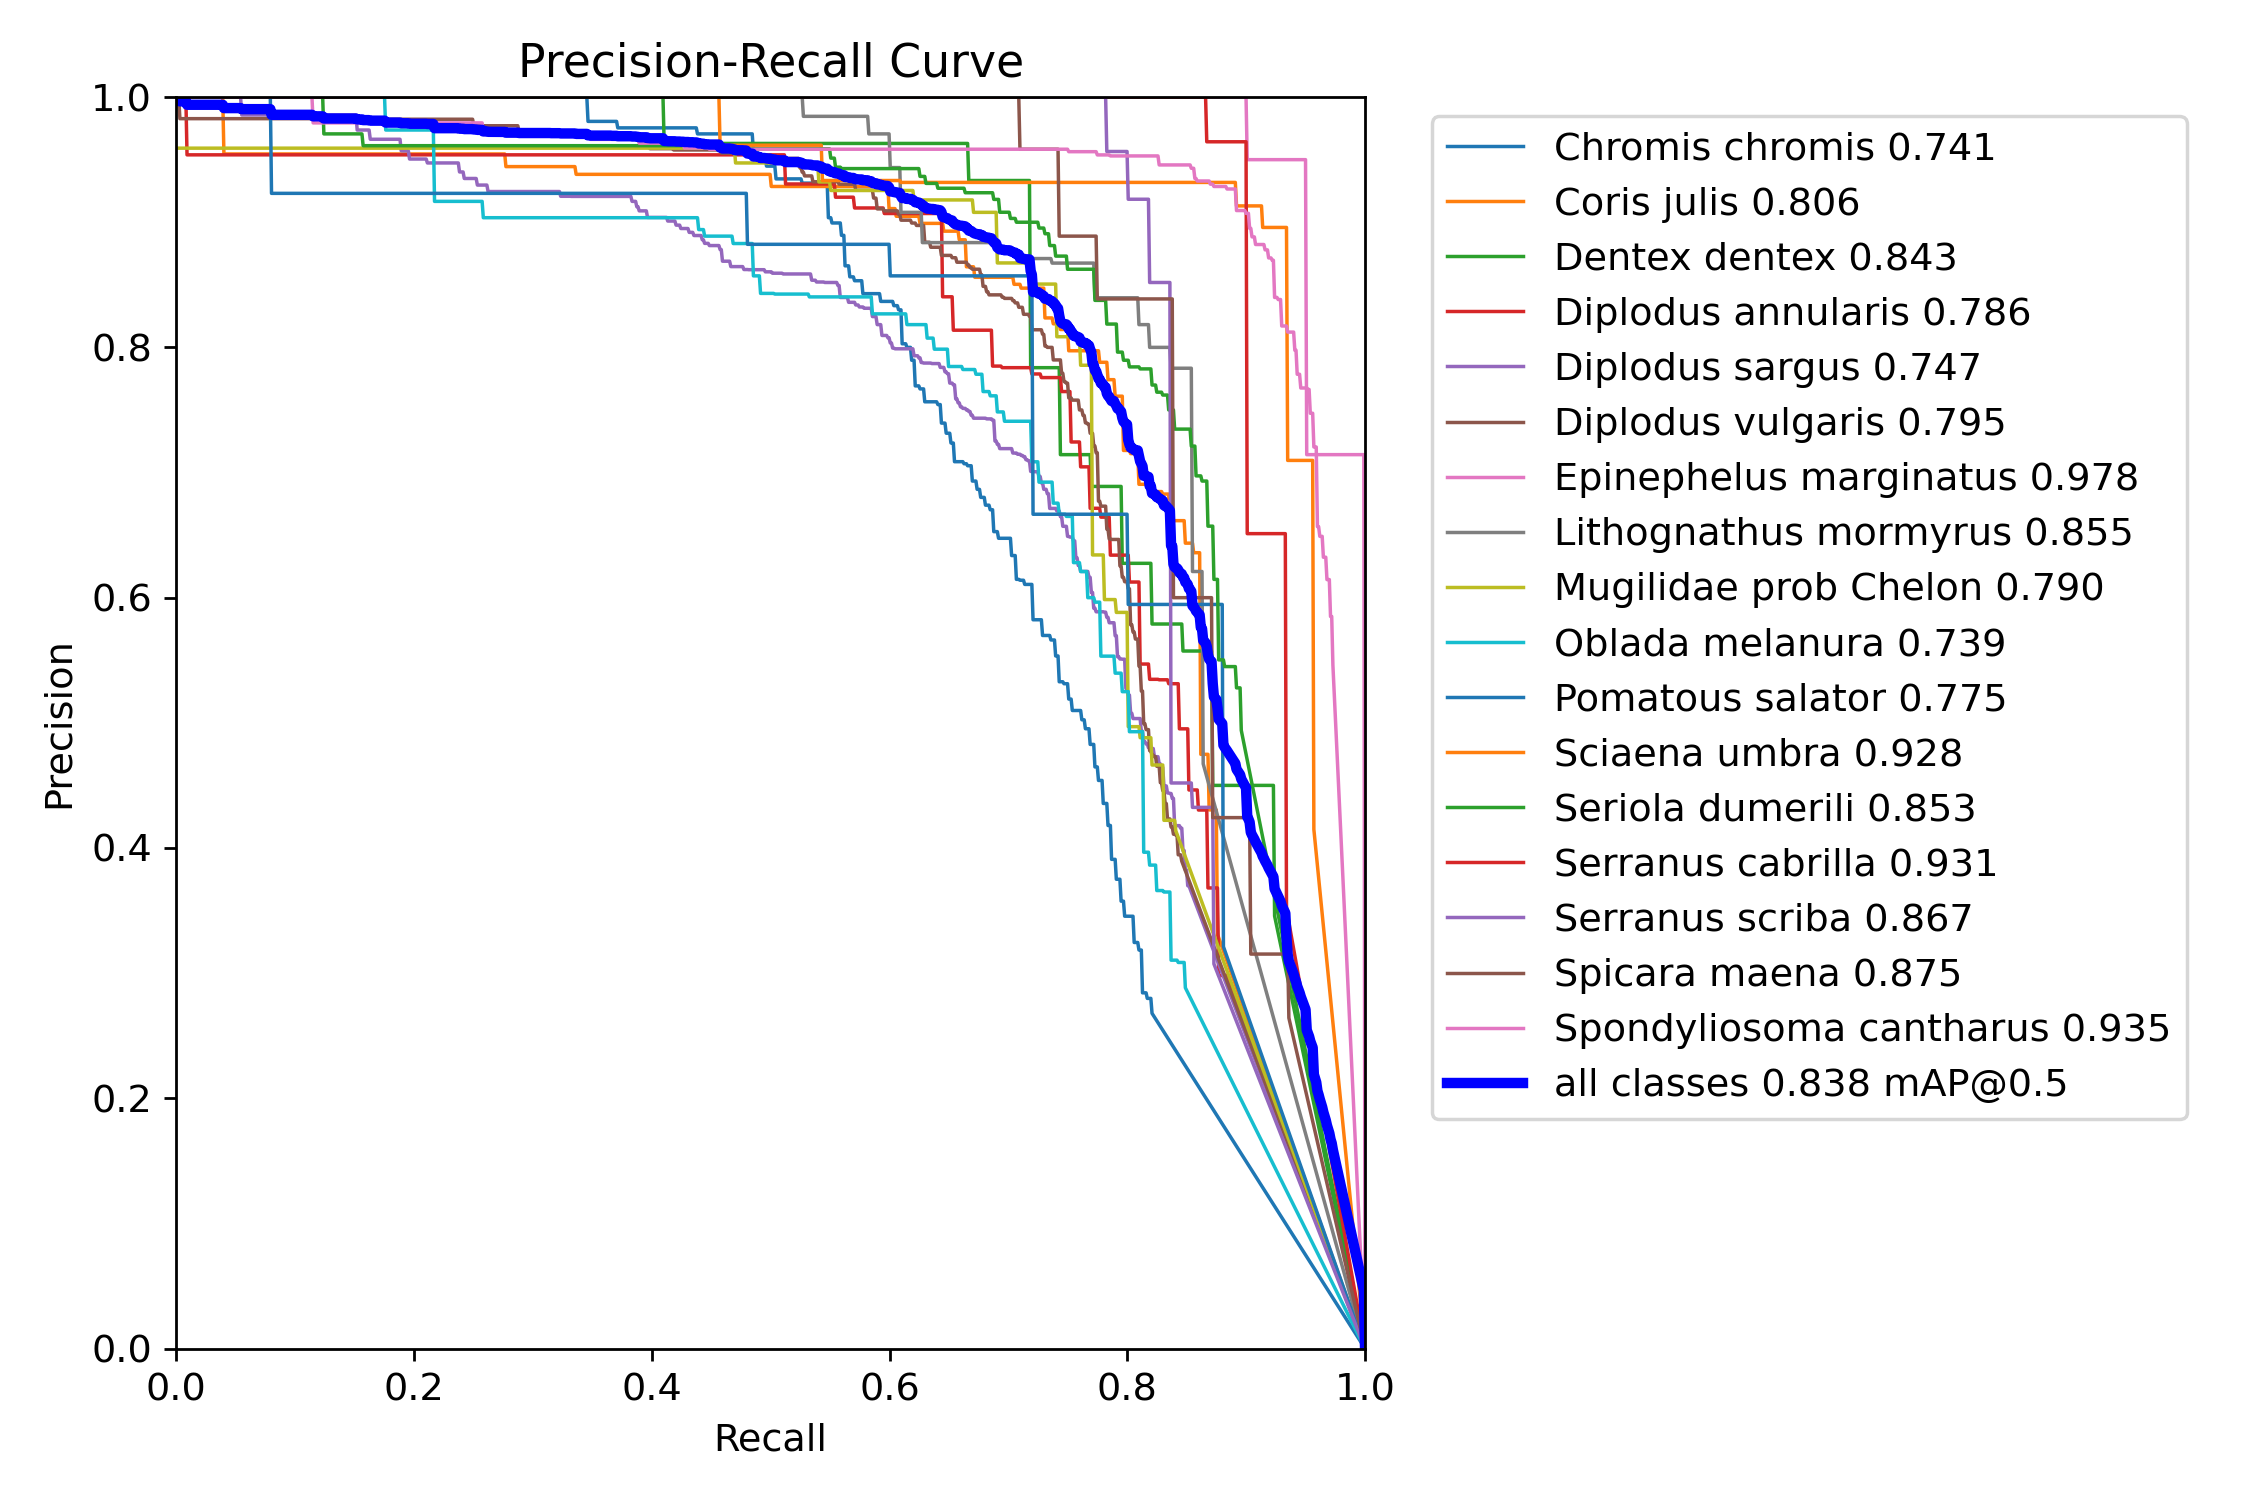 Precision-Recall Curve
1.0
0.8
0.6
0.4
0.2
0.0
Precision
0.0 0.2 0.4 0.6 0.8 1.0
Recall
Chromis chromis 0.741
Coris julis 0.806
Dentex dentex 0.843
Diplodus annularis 0.786
Diplodus sargus 0.747
Diplodus vulgaris 0.795
Epinephelus marginatus 0.978
Lithognathus mormyrus 0.855
Mugilidae prob Chelon 0.790
Oblada melanura 0.739
Pomatous salator 0.775
Sciaena umbra 0.928
Seriola dumerili 0.853
Serranus cabrilla 0.931
Serranus scriba 0.867
Spicara maena 0.875
Spondyliosoma cantharus 0.935
all classes 0.838 mAP@0.5